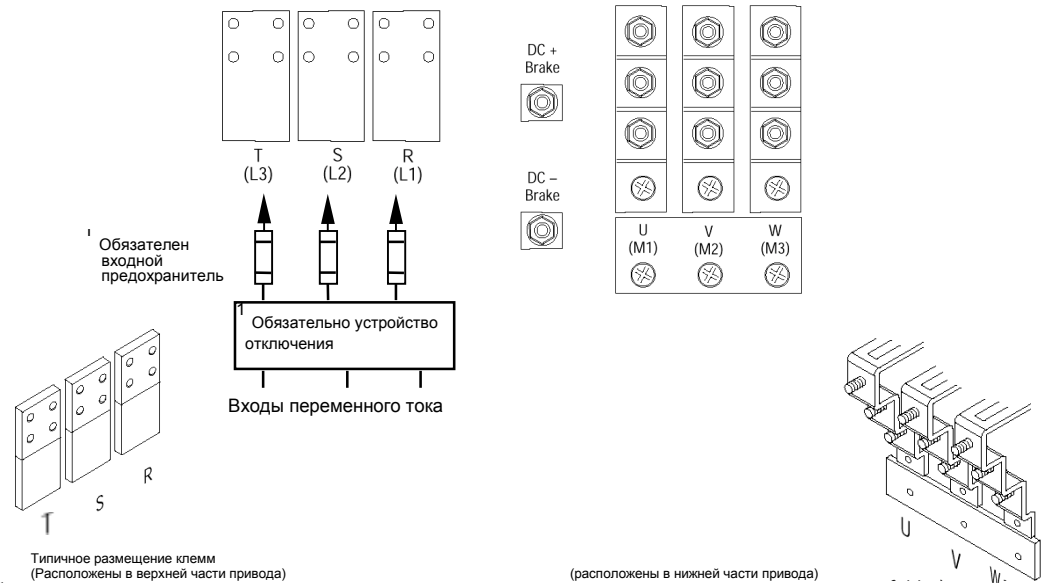 DC +
Brake
T
(L3)
S
(L2)
R
(L1)
DC –
Brake
U
(M1)
V
(M2)
W
(M3)
1
Обязателен
входной
предохранитель
1
Обязательно устройство
отключения
Входы переменного тока
T
S
R
U
V
W
Типичное размещение клемм
(Расположены в верхней части привода)
(расположены в нижней части привода)